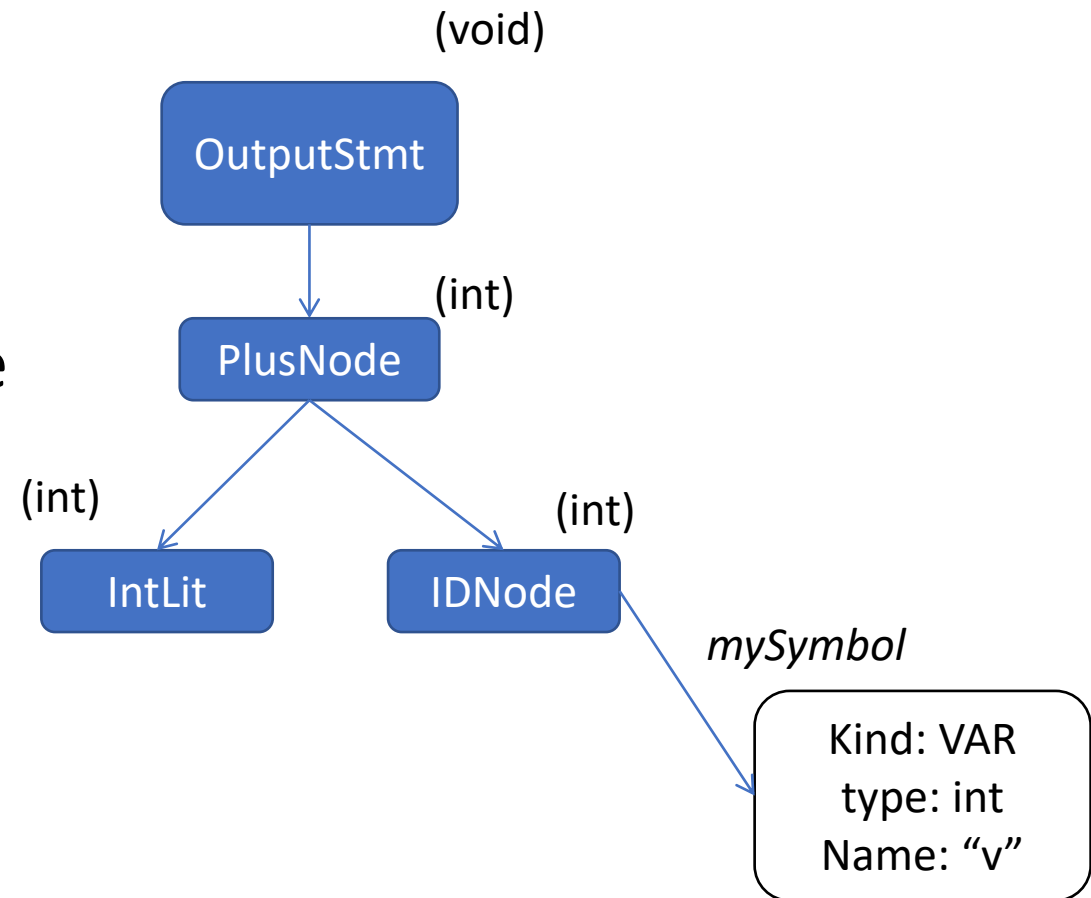 (void)
OutputStmt
(int)
PlusNode
e
(int)
(int)
IntLit
IDNode
mySymbol
Kind: VAR
type: int
Name: “v”